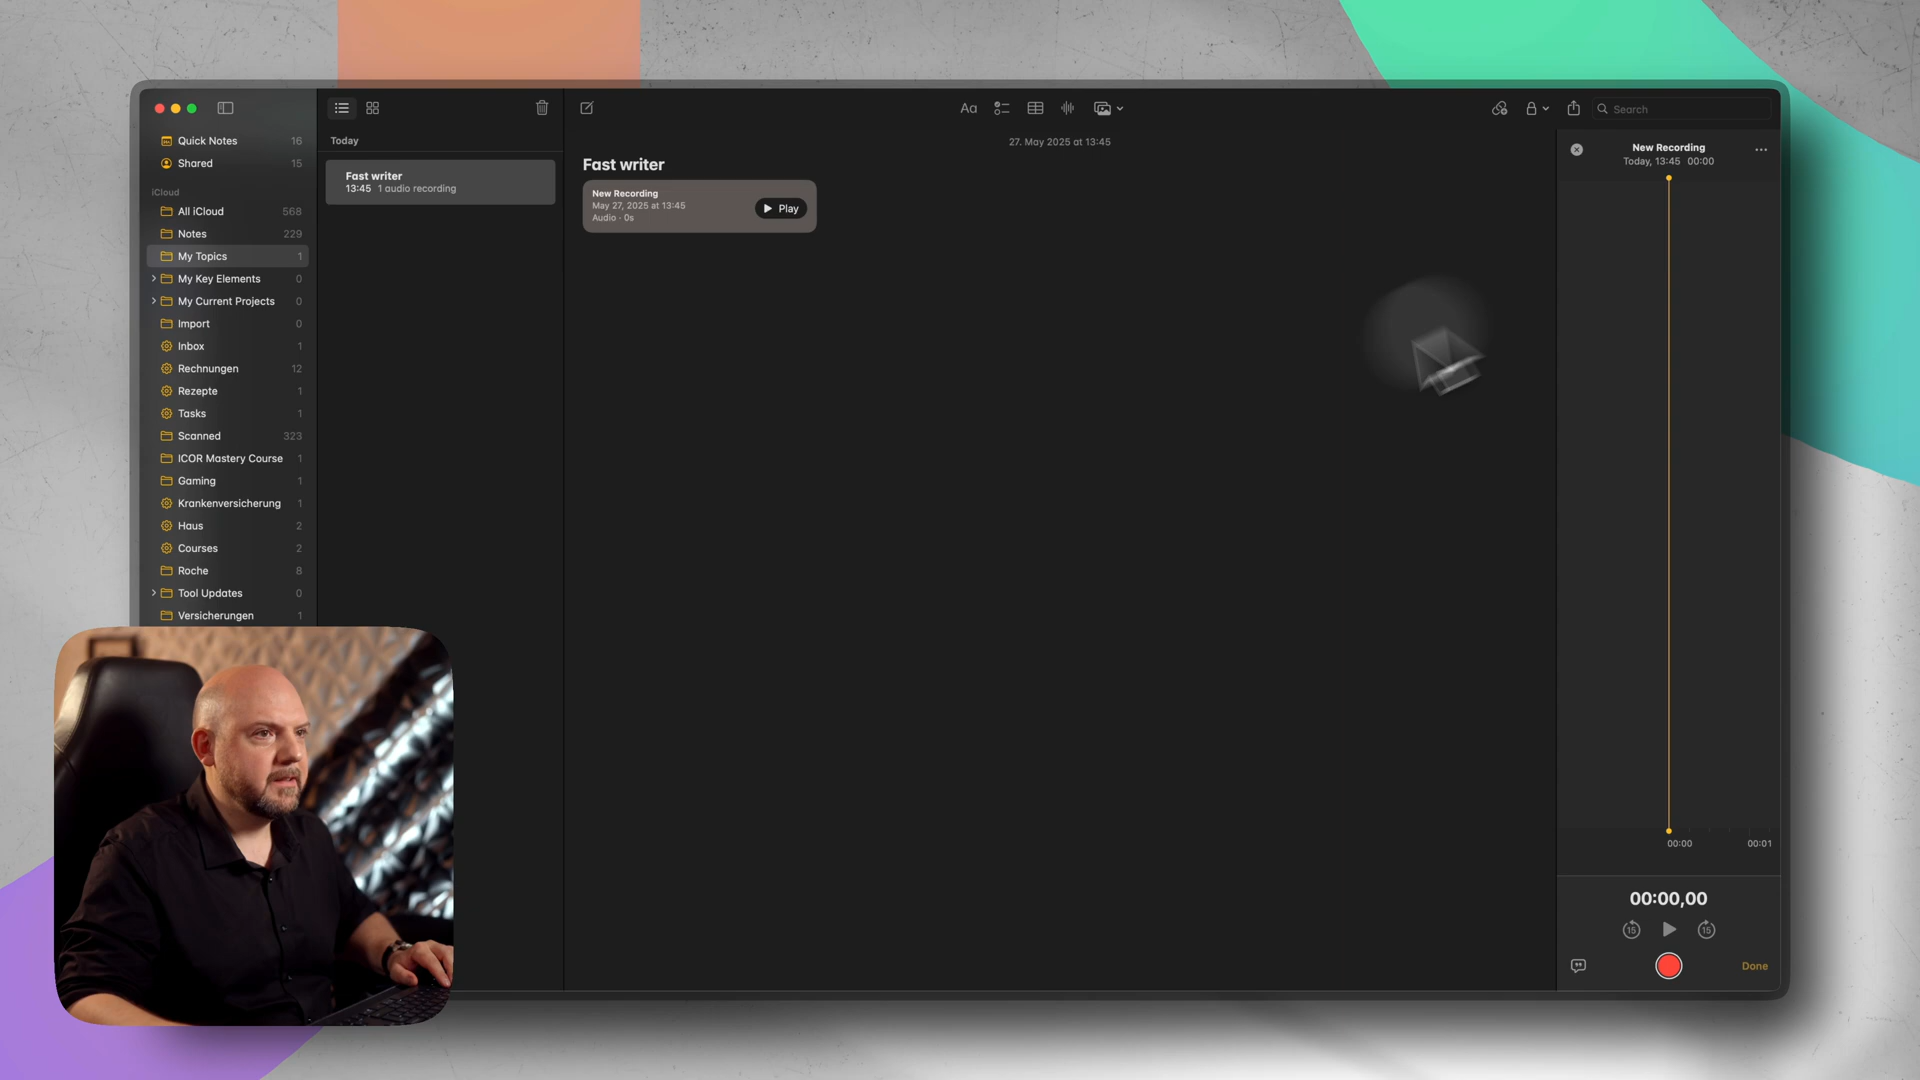 Quick Notes 16
Shared 15
iCloud
All iCloud 568
Notes 229
My Topics 1
My Key Elements 0
My Current Projects 0
Import 0
Inbox 1
Rechnungen 12
Rezepte 1
Tasks 1
Scanned 323
ICOR Mastery Course 1
Gaming 1
Krankenversicherung 1
Haus 2
Courses 2
Roche 8
Tool Updates 0
Versicherungen 1
Today
Fast writer
13:45 1 audio recording
Aa
Search
27. May 2025 at 13:45
Fast writer
New Recording
May 27, 2025 at 13:45
Audio · 0s
Play
New Recording
Today, 13:45 00:00
00:00 00:01
00:00,00
15 15
Done